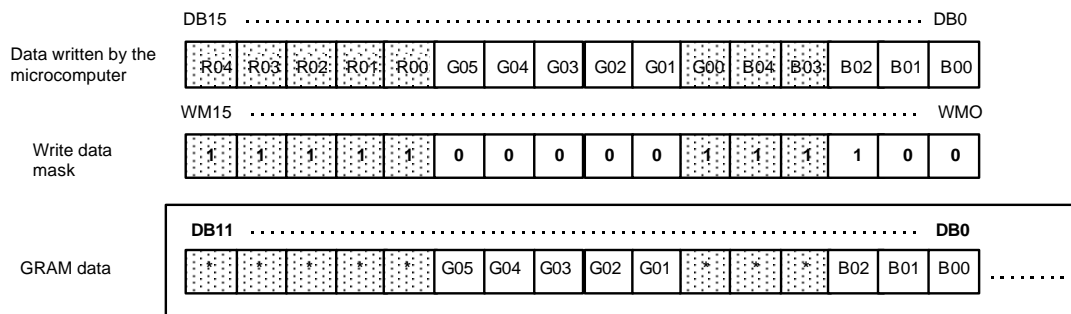 DB15 DB0
Data written by the
microcomputer
R04 R03 R02 R01 R00 G05 G04 G03 G02 G01 G00 B04 B03 B02 B01 B00
WM15 WMO
Write data
mask
1 1 1 1 1 0 0 0 0 0 1 1 1 1 0 0
DB11 DB0
GRAM data
* * * * * G05 G04 G03 G02 G01 * * * B02 B01 B00